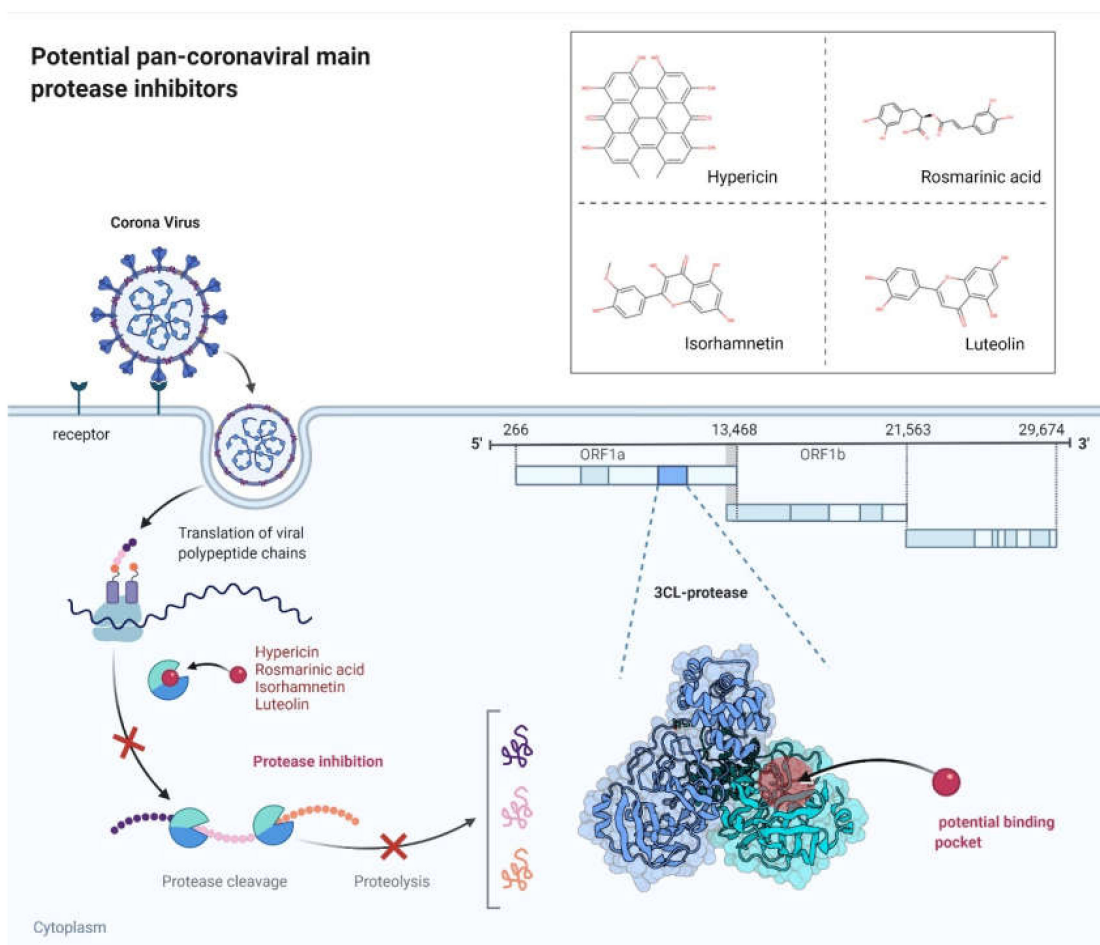 Potential pan-coronaviral main
protease inhibitors
Hypericin
Rosmarinic acid
Isorhamnetin
Luteolin
Corona Virus
receptor
5'
266
13,468
21,563
29,674
3'
ORF1a
ORF1b
Translation of viral
polypeptide chains
3CL-protease
Hypericin
Rosmarinic acid
Isorhamnetin
Luteolin
Protease inhibition
Protease cleavage
Proteolysis
potential binding
pocket
Cytoplasm